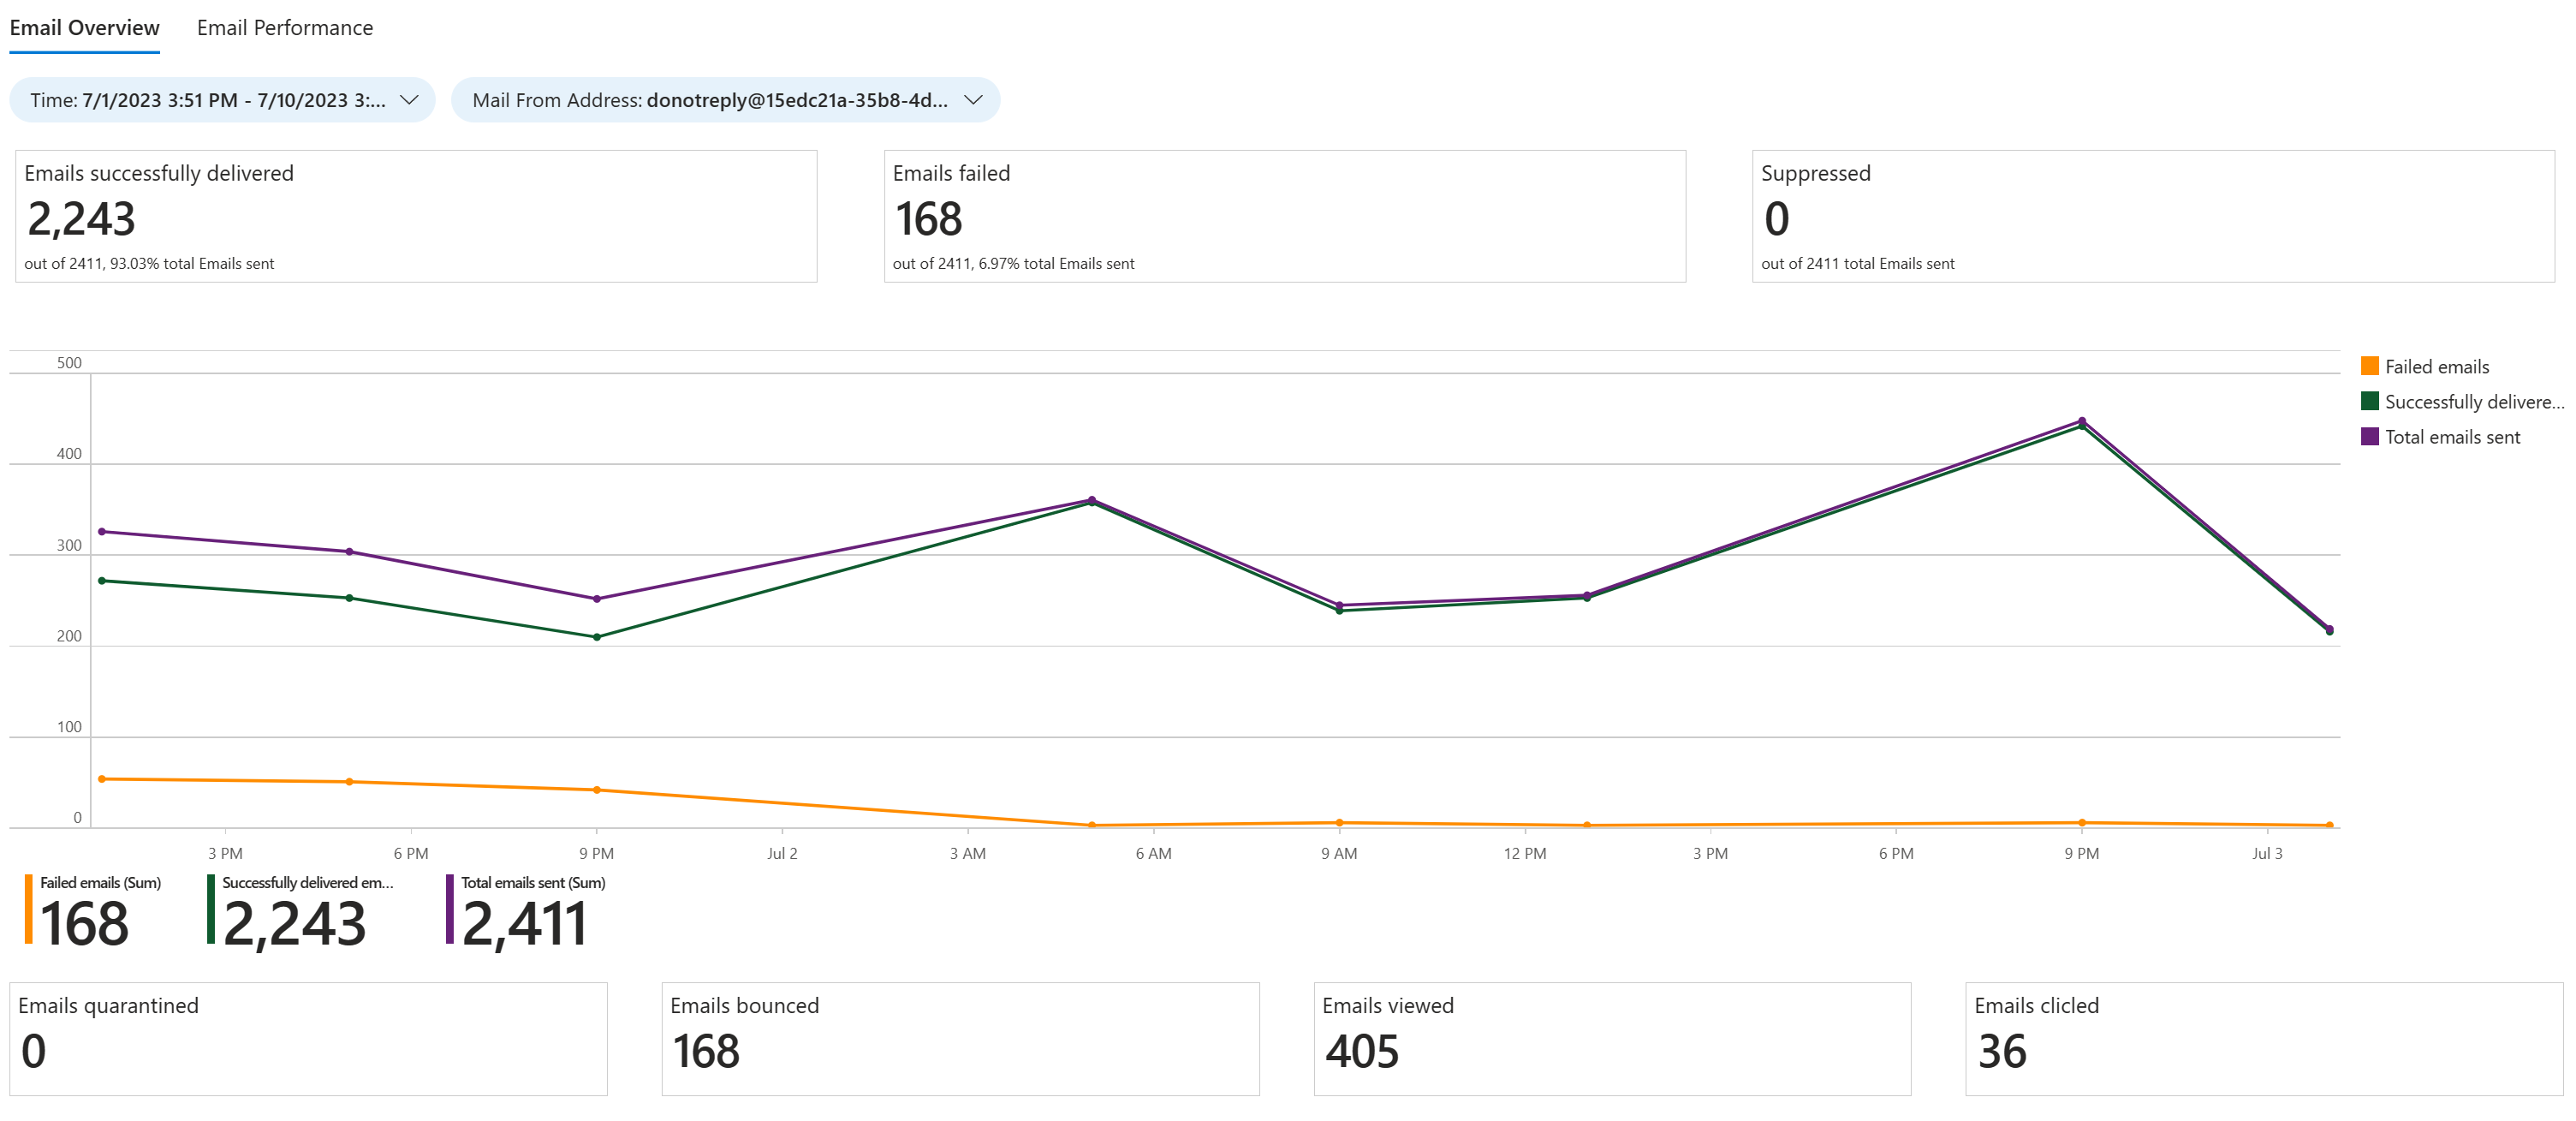 Email Overview Email Performance
Time: 7/1/2023 3:51 PM - 7/10/2023 3:... Mail From Address: donotreply@15edc21a-35b8-4d...
Emails successfully delivered
2,243
out of 2411, 93.03% total Emails sent
Emails failed
168
out of 2411, 6.97% total Emails sent
Suppressed
0
out of 2411 total Emails sent
500
400
300
200
100
0
3 PM 6 PM 9 PM Jul 2 3 AM 6 AM 9 AM 12 PM 3 PM 6 PM 9 PM Jul 3
Failed emails
Successfully delivere...
Total emails sent
Failed emails (Sum)
168
Successfully delivered em...
2,243
Total emails sent (Sum)
2,411
Emails quarantined
0
Emails bounced
168
Emails viewed
405
Emails clicled
36